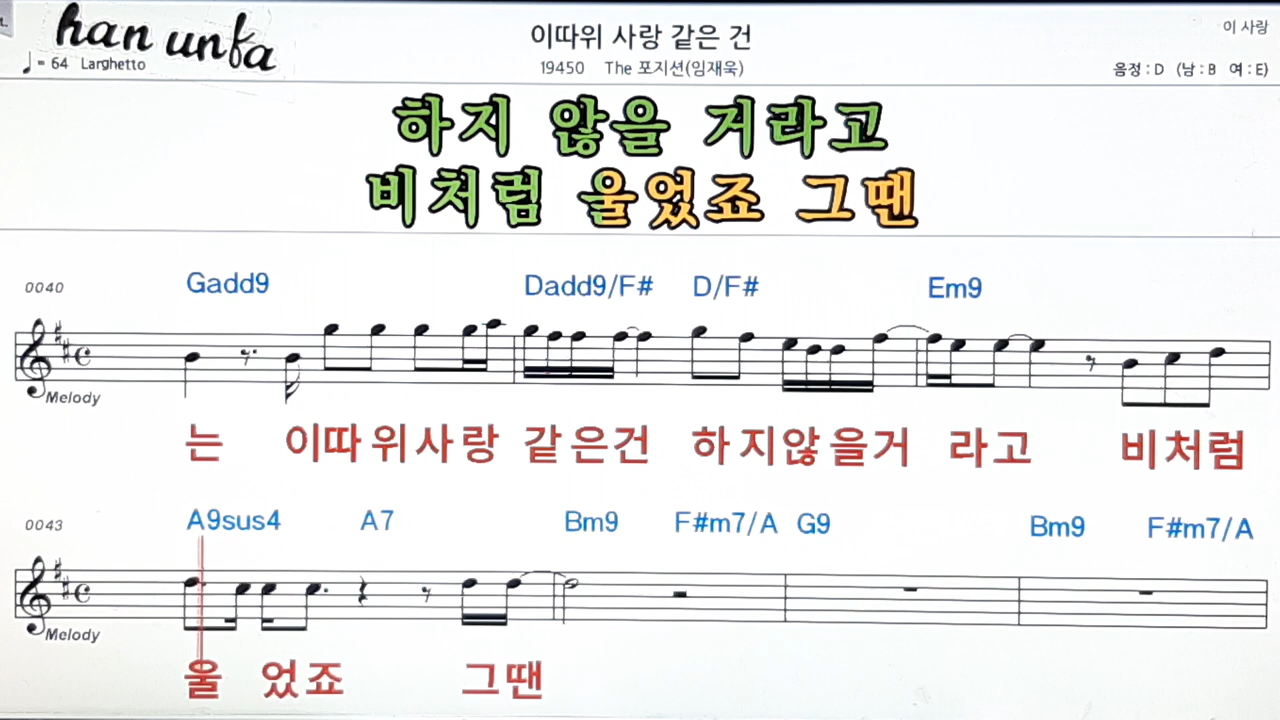 han unfa
이따위 사랑 같은 건
이 사랑
♩= 64 Larghetto
19450 The 포지션(임재욱)
음정 : D (남 : B 여 : E)
하지 않을 거라고
비처럼 울었죠 그땐
0040 Gadd9 Dadd9/F# D/F# Em9
Melody
는 이따위사랑 같은건 하지않을거 라고 비처럼
0043 A9sus4 A7 Bm9 F#m7/A G9 Bm9 F#m7/A
Melody
울 었죠 그땐